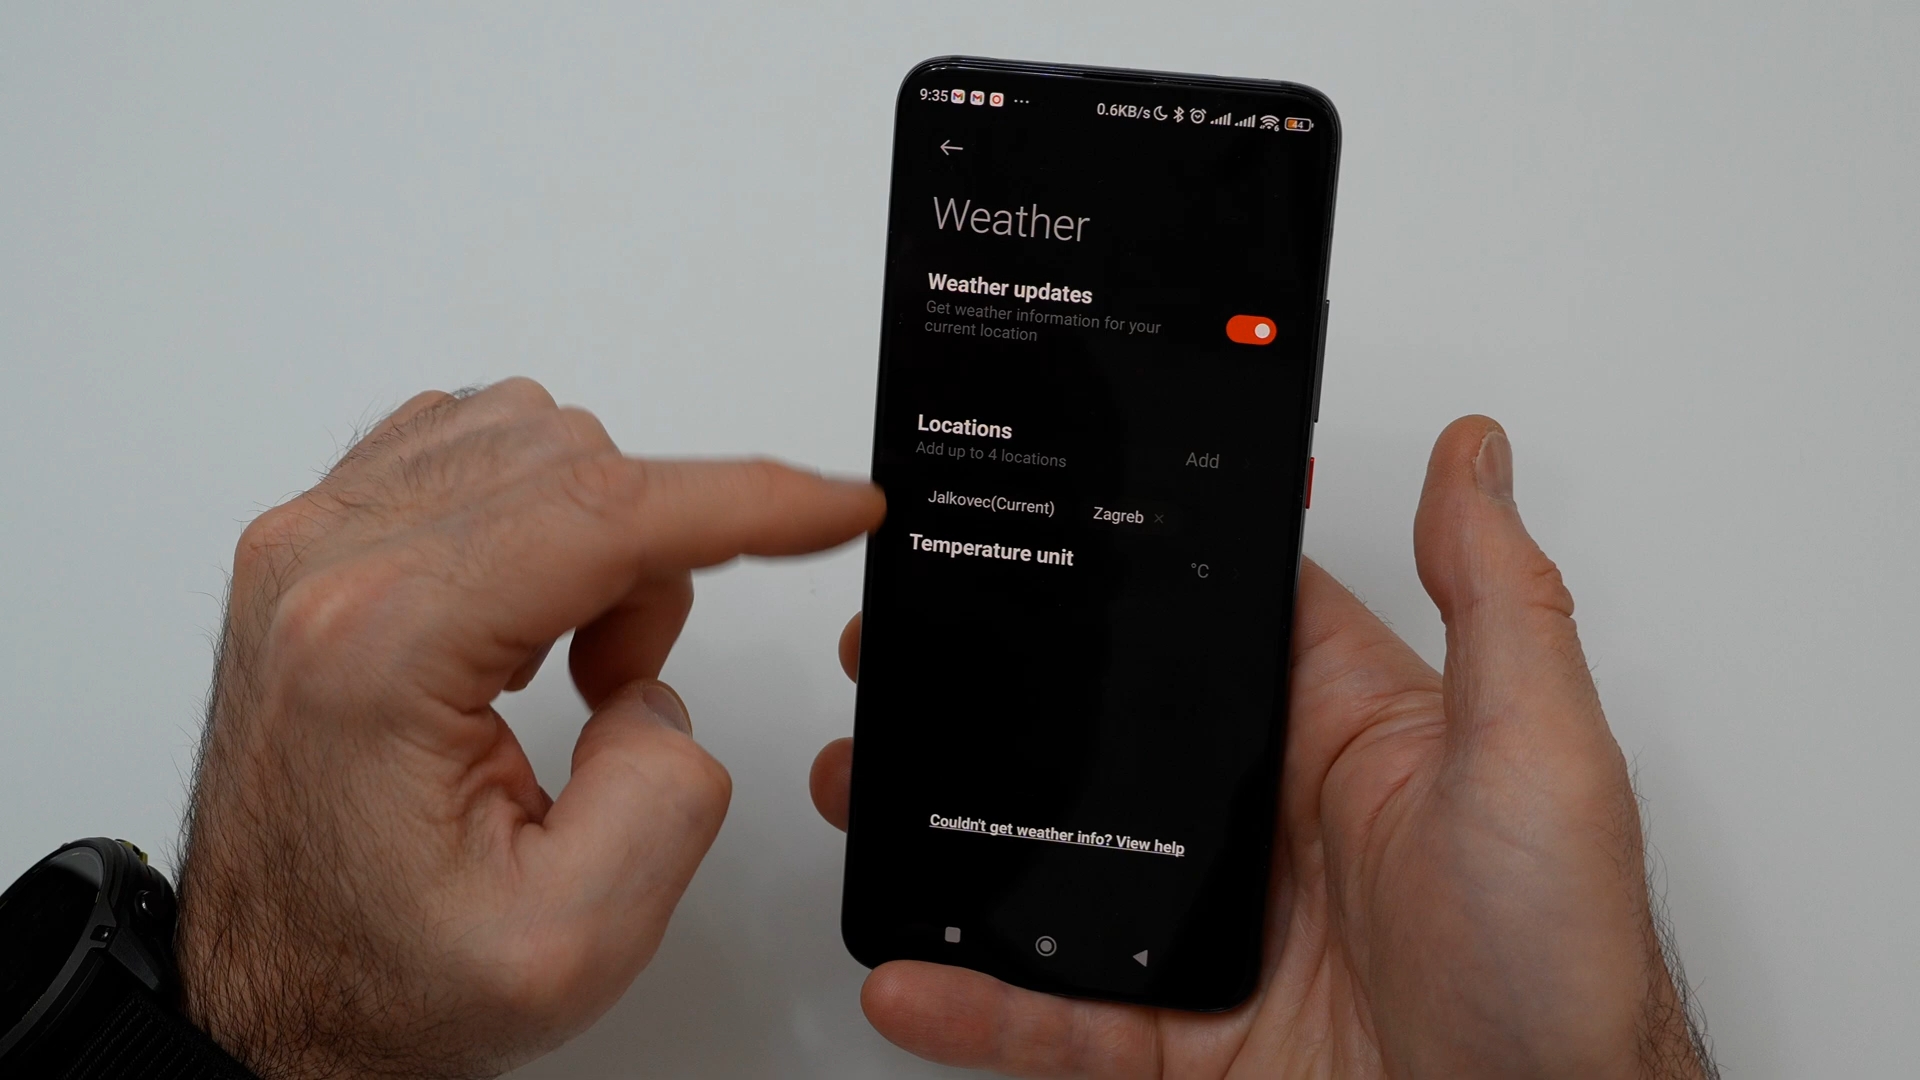 9:35 ... 0.6KB/s 44
Weather
Weather updates
Get weather information for your
current location
Locations
Add up to 4 locations
Add
Jalkovec(Current) Zagreb ×
Temperature unit
°C
Couldn't get weather info? View help